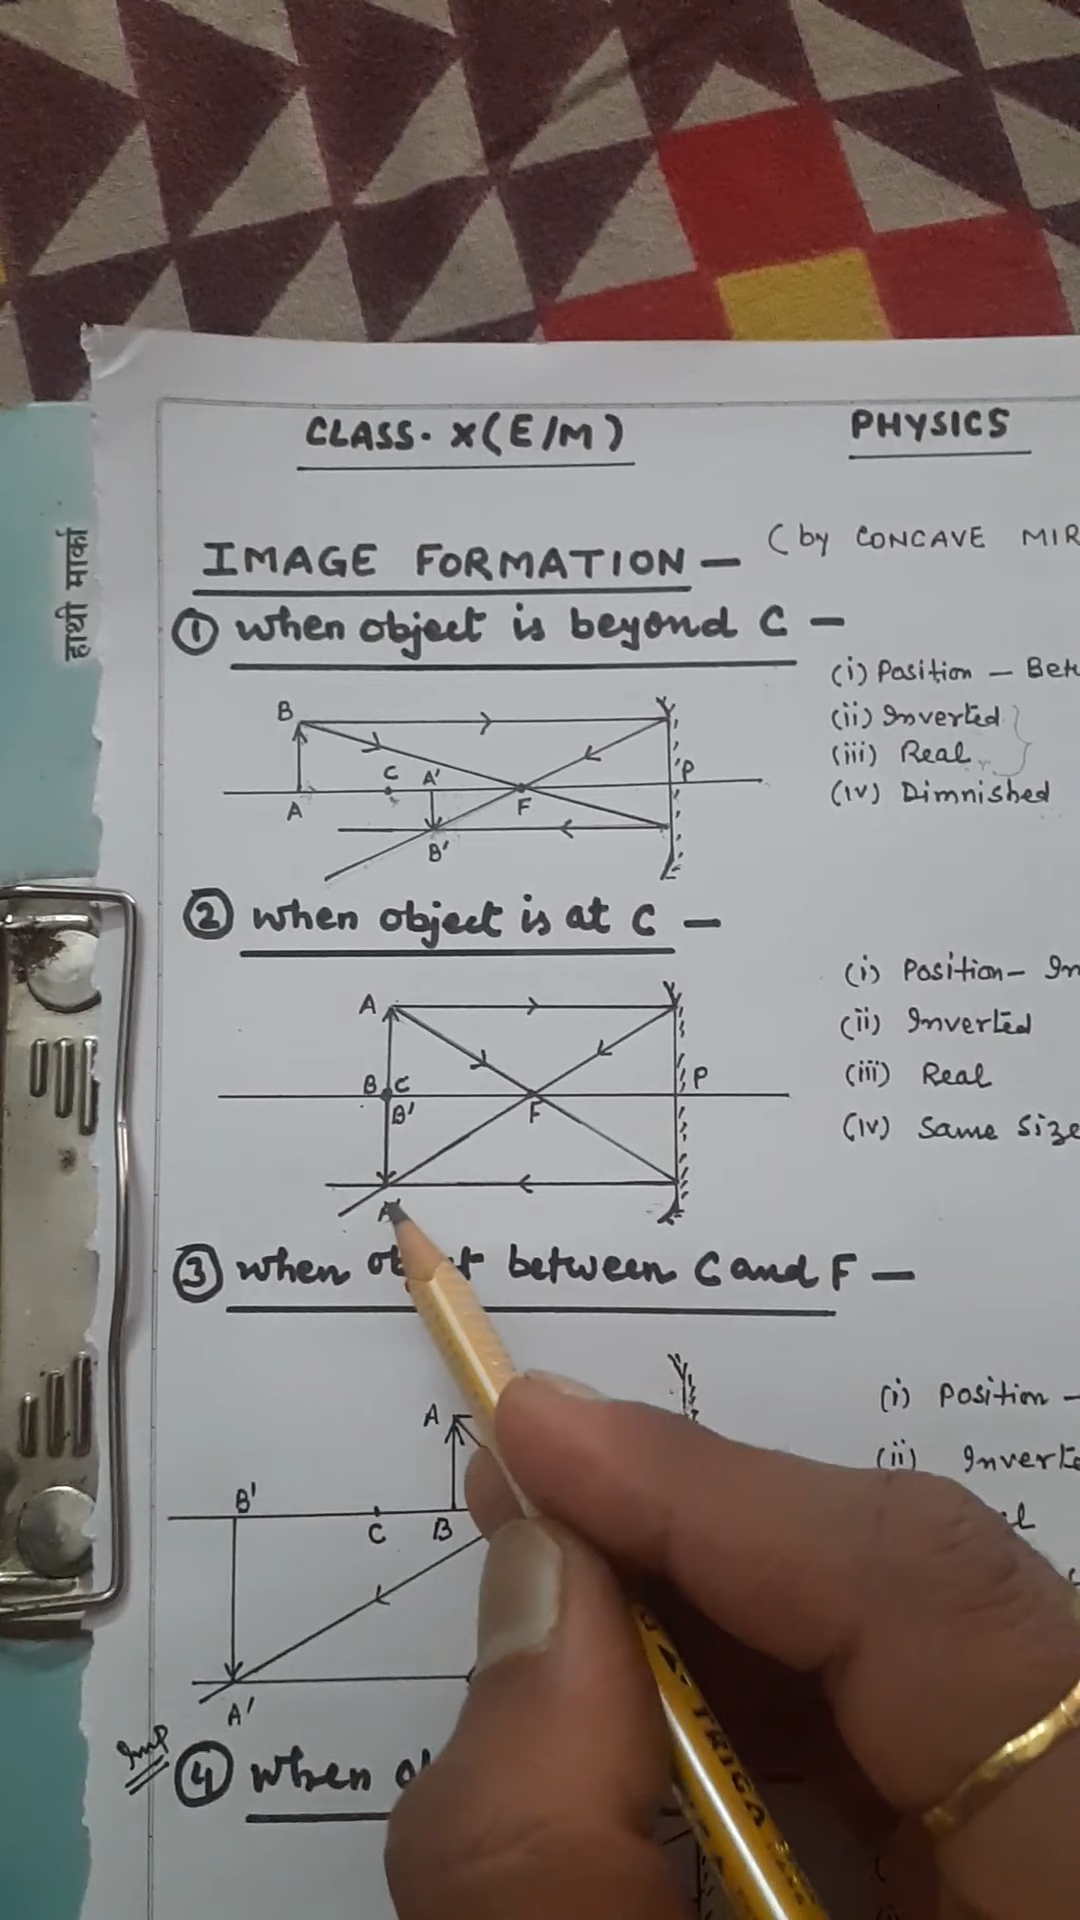 CLASS. X (E/M)
PHYSICS
हाथी मार्का
IMAGE FORMATION –
(by CONCAVE
① when object is beyond C –
(i) Position –
(ii) Inverted
(iii) Real
(iv) Dimnished
B
C
A'
P
A
F
B'
② when object is at C –
(i) Position –
(ii) Inverted
(iii) Real
(iv) Same Size
A
B
C
P
B'
F
③ when between C and F –
(i) Position –
(ii)
A
B'
C
B
A'
Imp
④ when
TRIGA